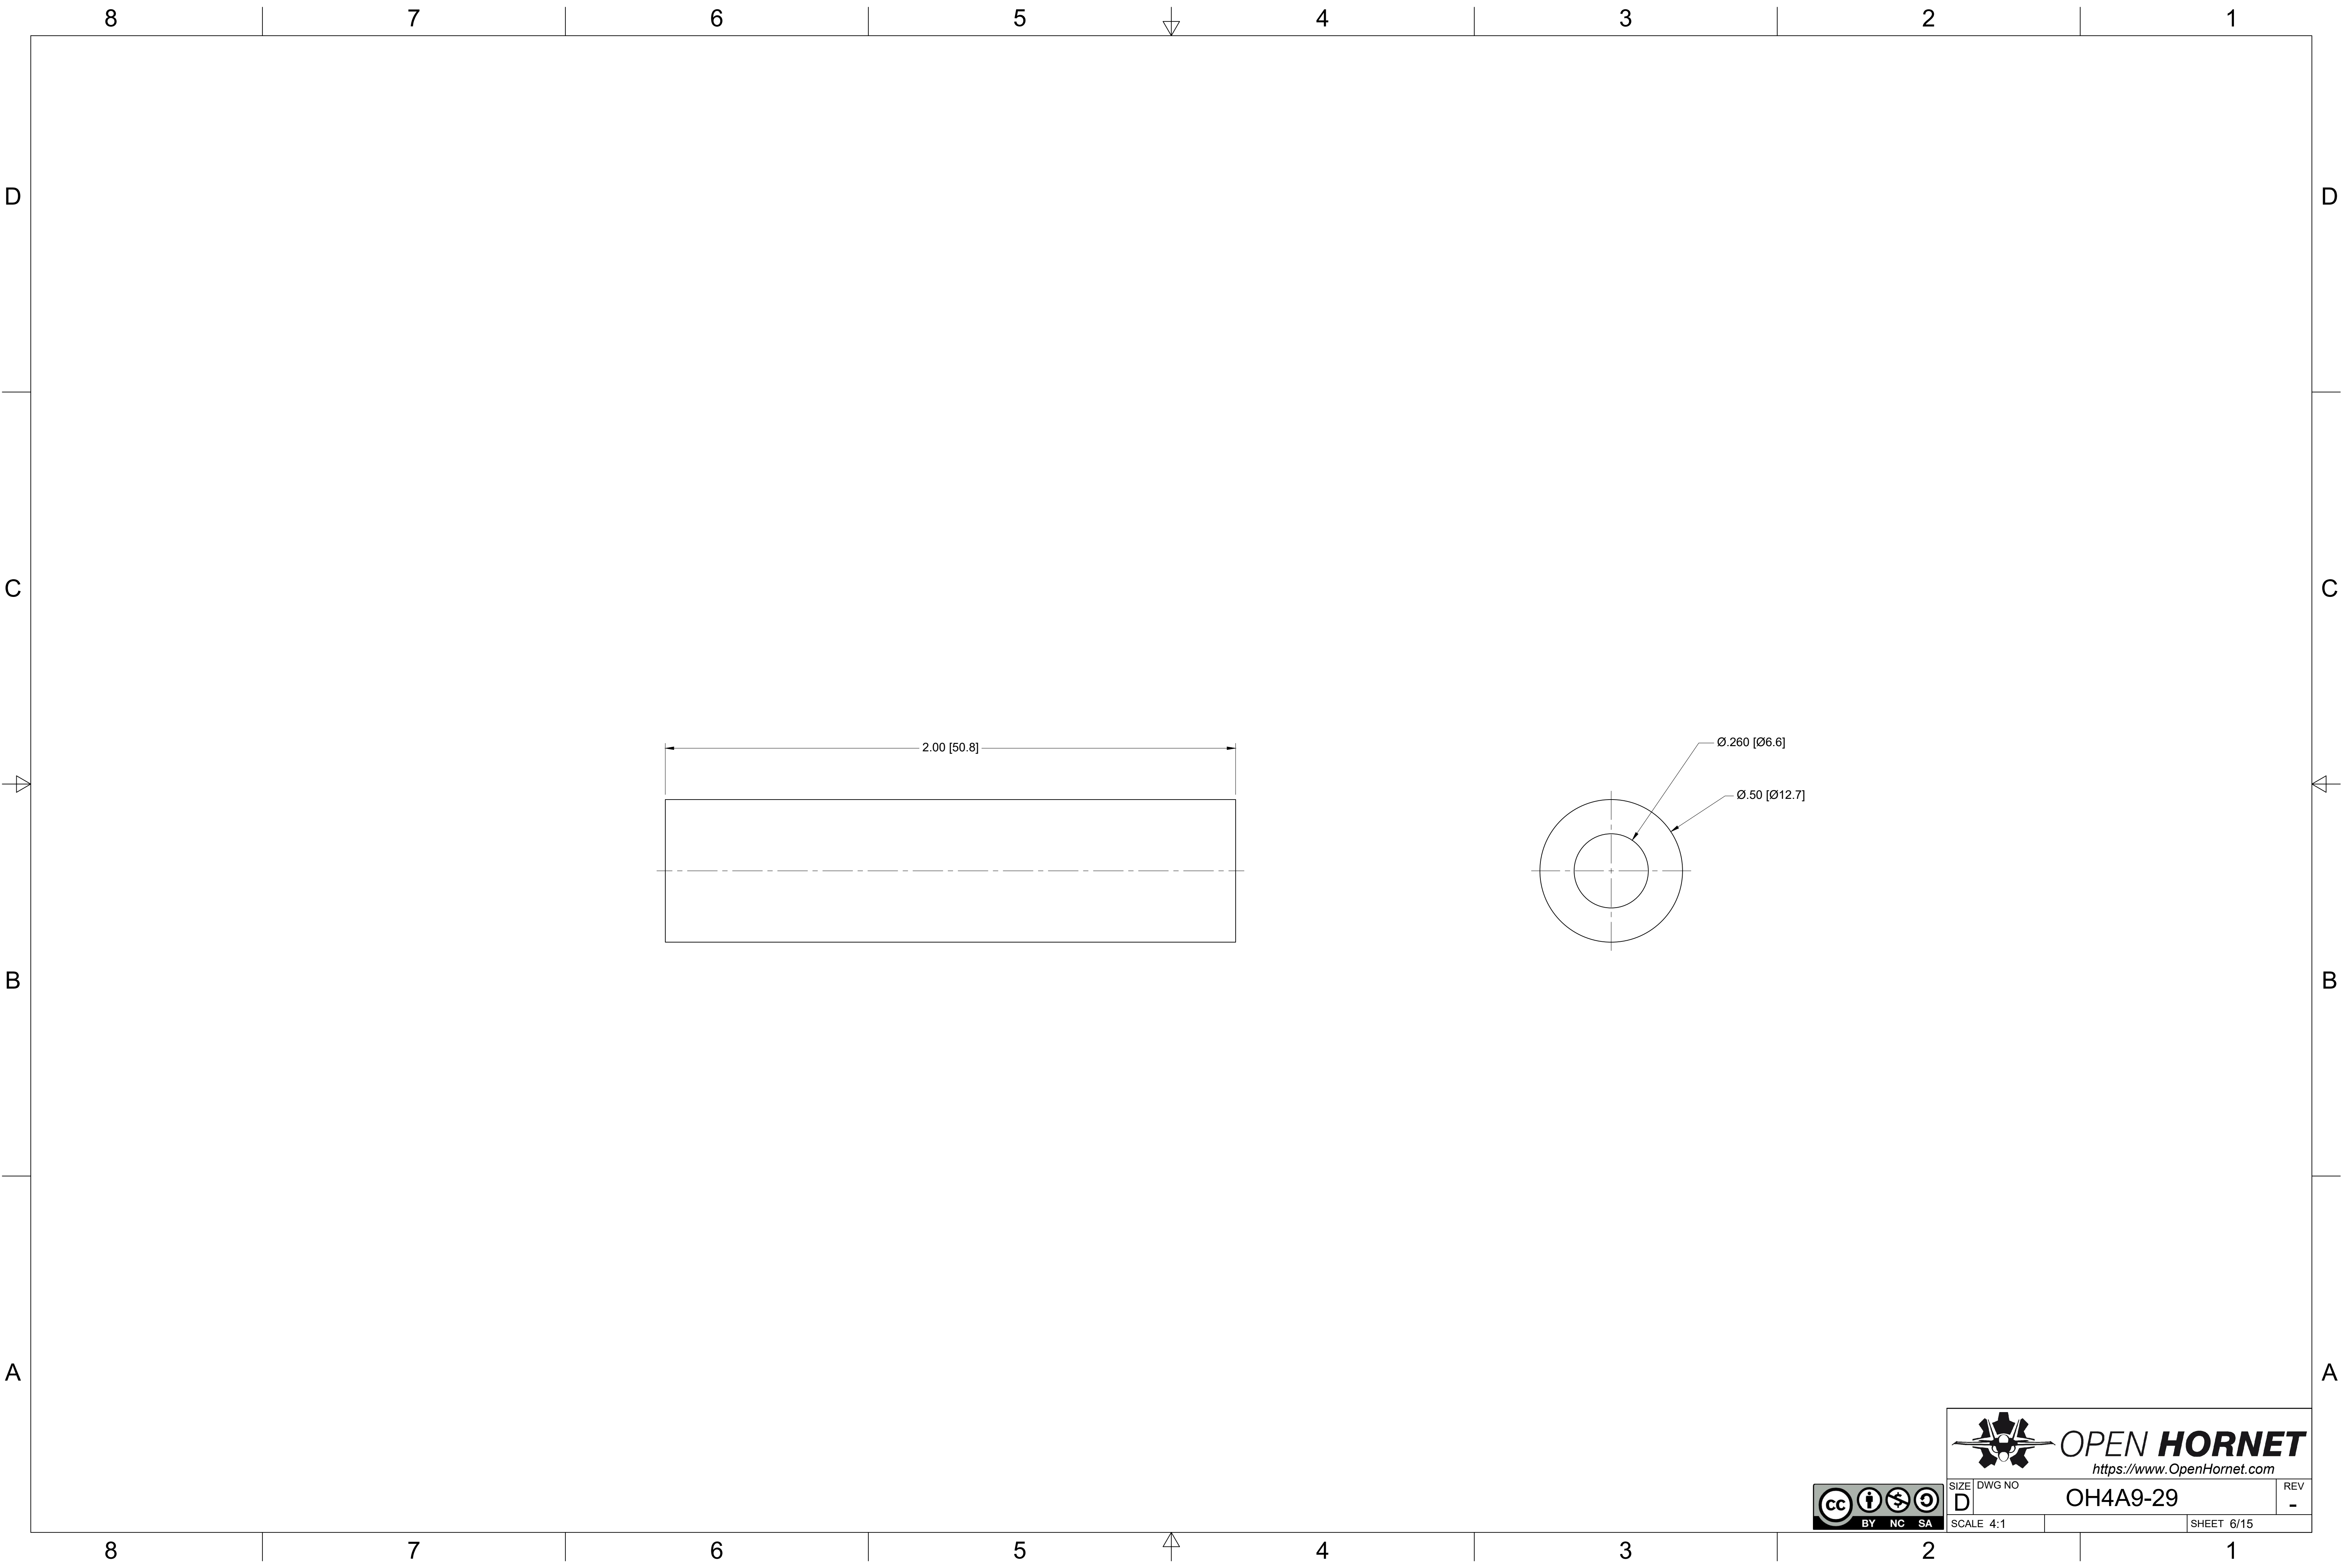 8 7 6 5 4 3 2 1
D D
C C
2.00 [50.8]
Ø.260 [Ø6.6]
Ø.50 [Ø12.7]
B B
A A
OPEN HORNET
https://www.OpenHornet.com
SIZE DWG NO REV
D OH4A9-29 -
cc BY NC SA
SCALE 4:1 SHEET 6/15
8 7 6 5 4 3 2 1